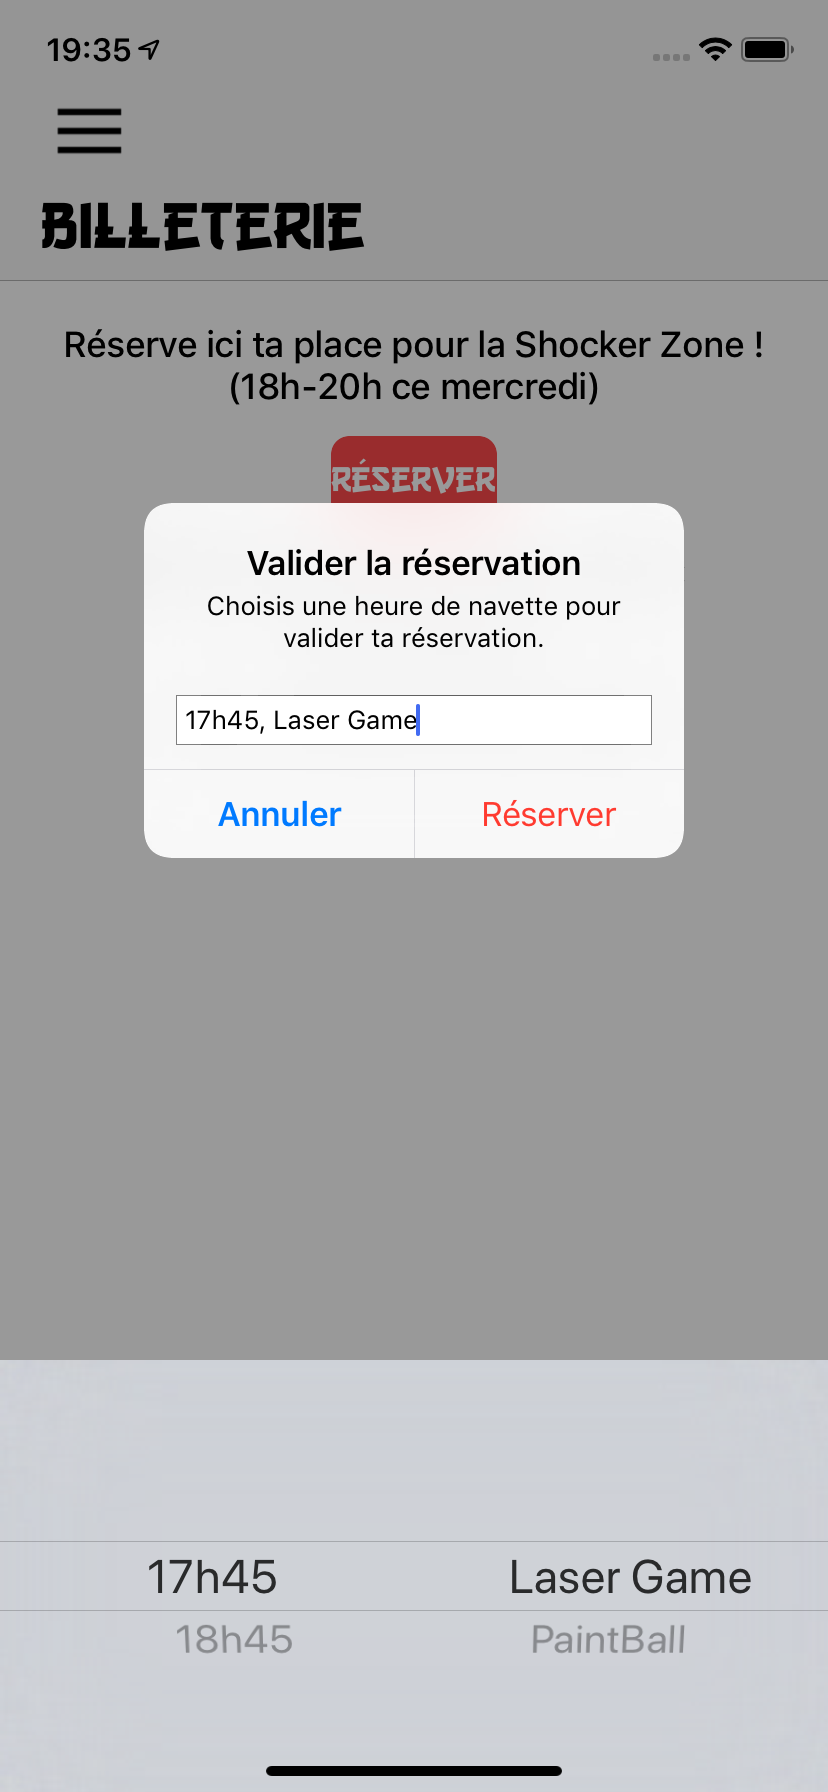 19:35
BILLETERIE
Réserve ici ta place pour la Shocker Zone !
(18h-20h ce mercredi)
RÉSERVER
Valider la réservation
Choisis une heure de navette pour
valider ta réservation.
17h45, Laser Game
Annuler Réserver
17h45 Laser Game
18h45 PaintBall